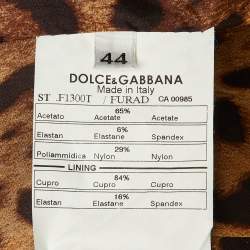 44
DOLCE&GABBANA
Made in Italy
ST .F1300T / FURAD CA 00985
65%
Acetato Acetate Acetate
6%
Elastan Elastane Spandex
29%
Poliammidica Nylon Nylon
LINING
84%
Cupro Cupro Cupro
16%
Elastan Elastane Spandex